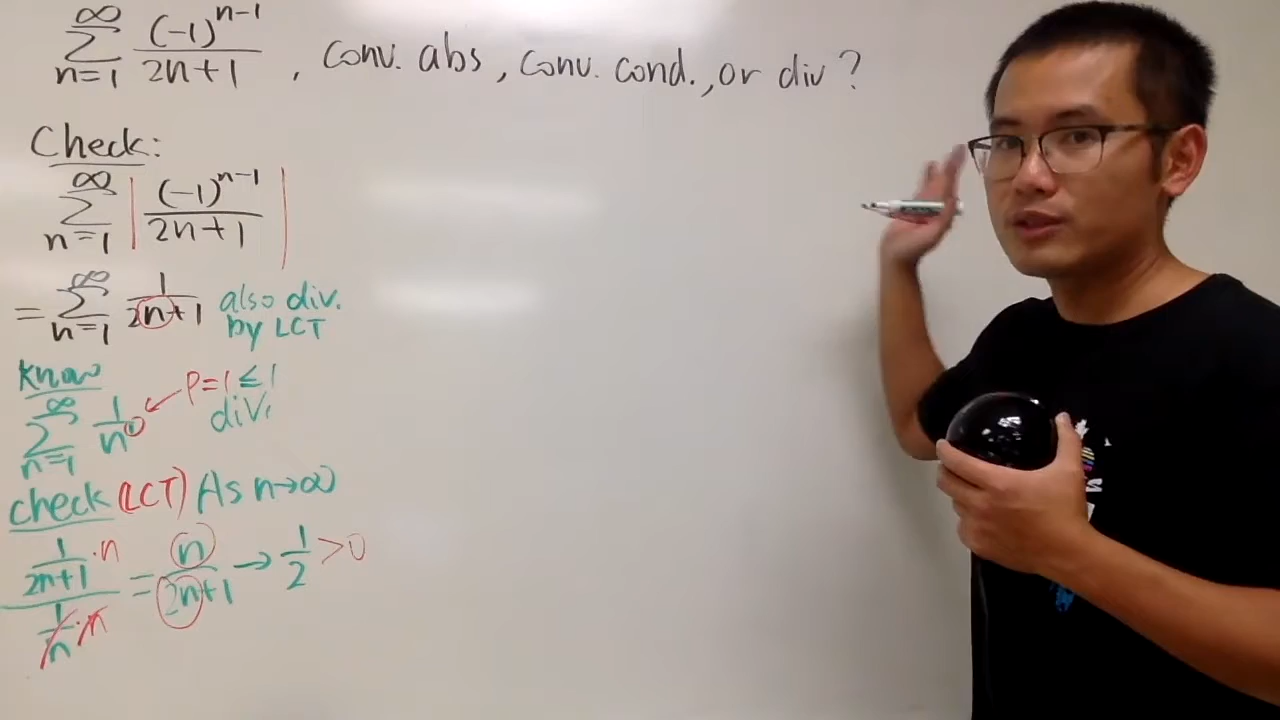 ∞
∑ (-1)^(n-1) / (2n+1) , conv. abs, conv. cond., or div?
n=1
Check:
∞
∑ | (-1)^(n-1) / (2n+1) |
n=1
∞
= ∑ 1/(2n+1) also div.
n=1 by LCT
Know
∞
∑ 1/n^1 ← P=1≤1
n=1 div.
check (LCT) As n→∞
(1/(2n+1) · n) / (1/n · n) = n/(2n+1) → 1/2 >0